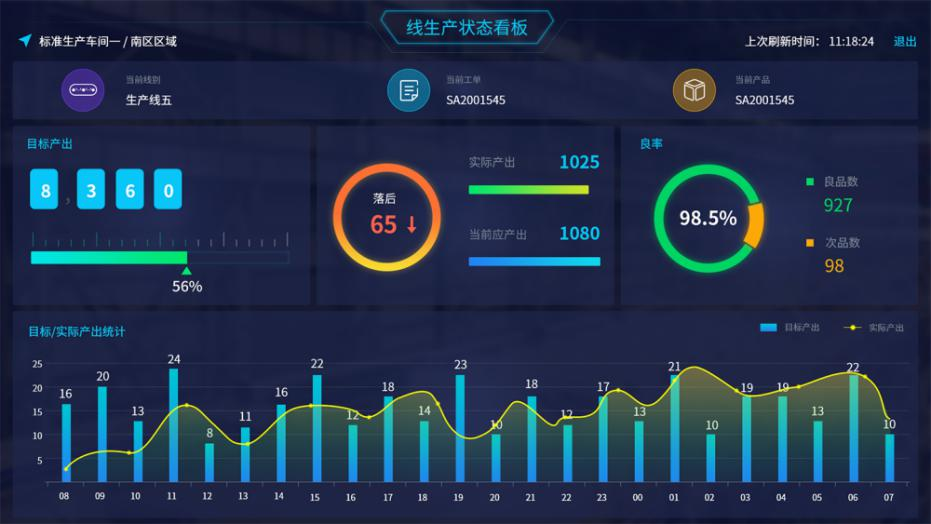 线生产状态看板
标准生产车间一 / 南区区域
上次刷新时间： 11:18:24 退出
当前线别
生产线五
当前工单
SA2001545
当前产品
SA2001545
目标产出
8,360
56%
落后
65↓
实际产出 1025
当前应产出 1080
良率
98.5%
良品数
927
次品数
98
目标/实际产出统计
目标产出 实际产出
25
20
15
10
5
16 20 13 24 8 11 16 22 12 18 14 23 10 18 12 17 13 21 10 19 19 13 22 10
08 09 10 11 12 13 14 15 16 17 18 19 20 21 22 23 00 01 02 03 04 05 06 07